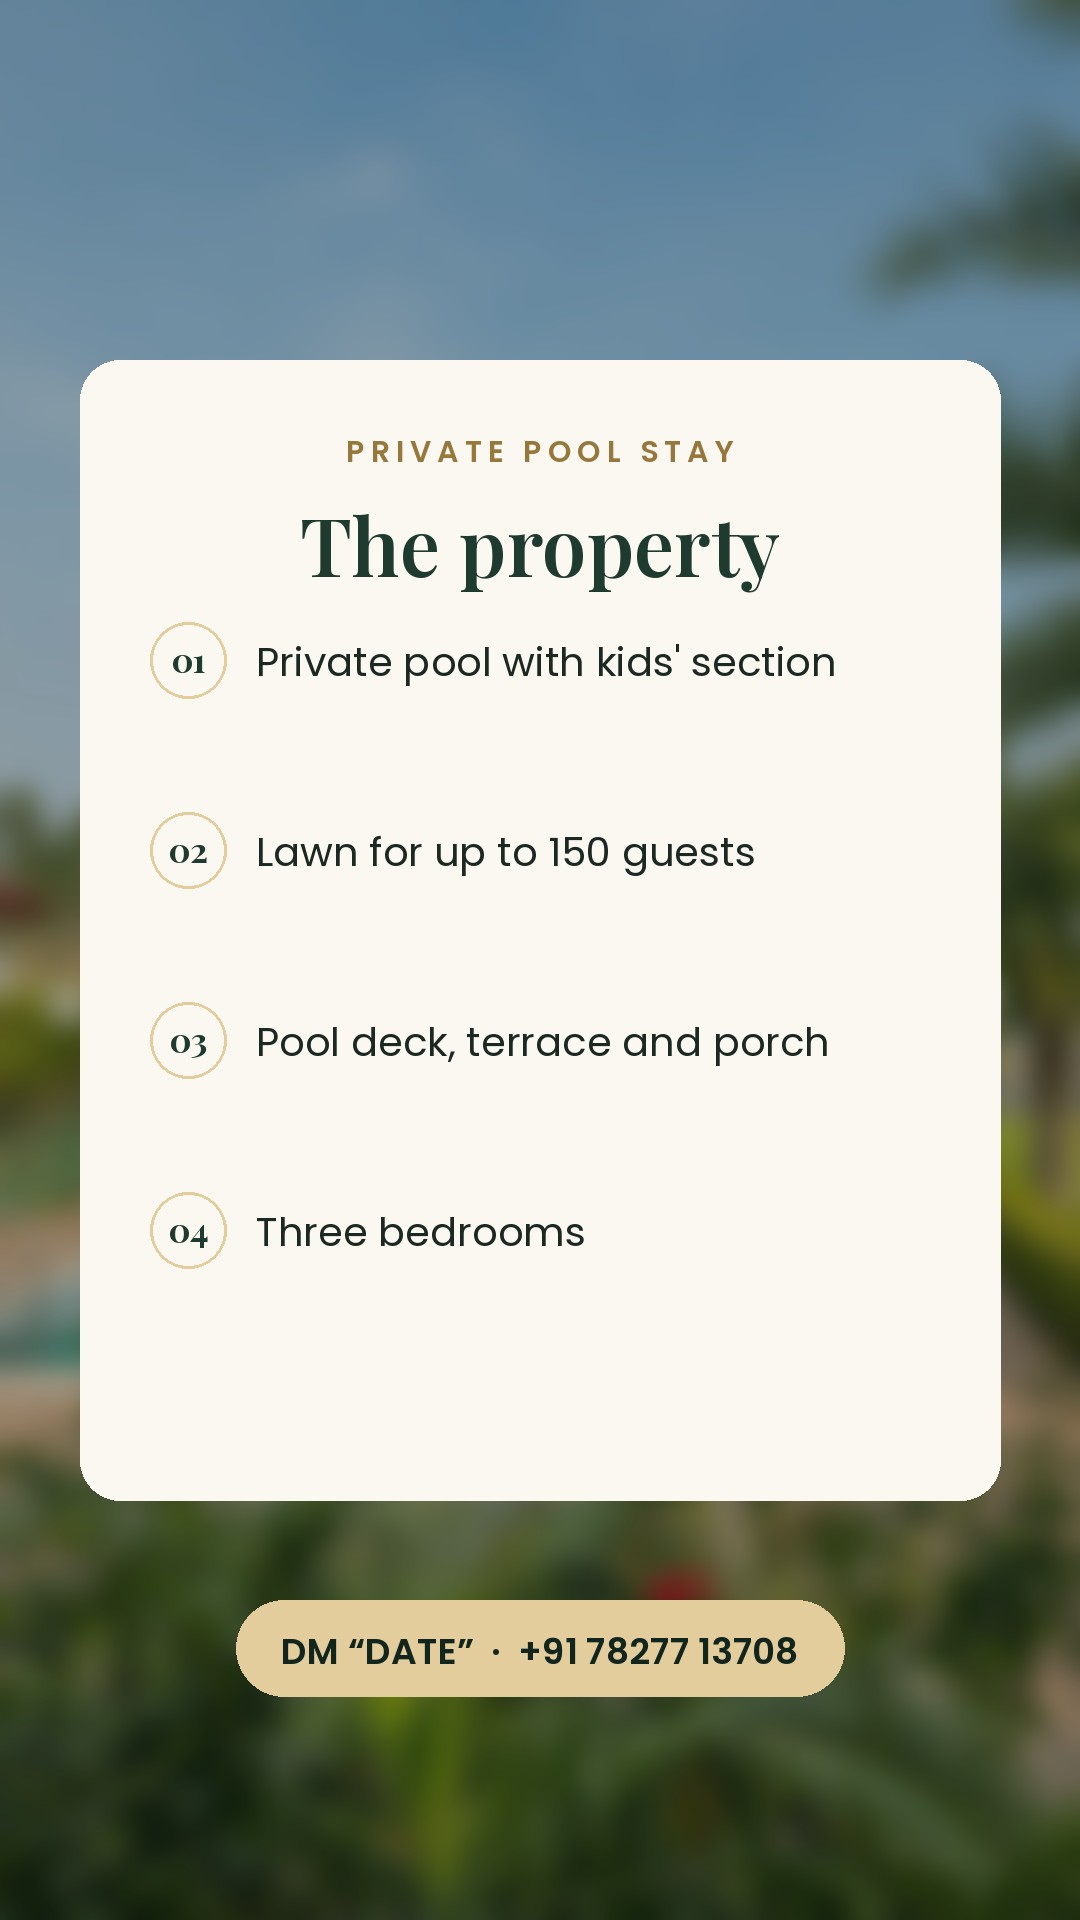 PRIVATE POOL STAY
The property
01 Private pool with kids' section
02 Lawn for up to 150 guests
03 Pool deck, terrace and porch
04 Three bedrooms
DM “DATE” · +91 78277 13708